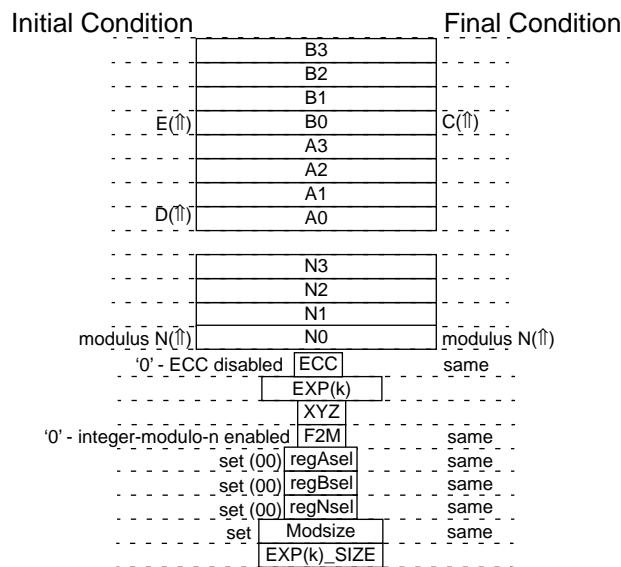 Initial Condition Final Condition
B3
B2
B1
E(⇑) B0 C(⇑)
A3
A2
A1
D(⇑) A0
N3
N2
N1
modulus N(⇑) N0 modulus N(⇑)
‘0’ - ECC disabled ECC same
EXP(k)
XYZ
‘0’ - integer-modulo-n enabled F2M same
set (00) regAsel same
set (00) regBsel same
set (00) regNsel same
set Modsize same
EXP(k)_SIZE